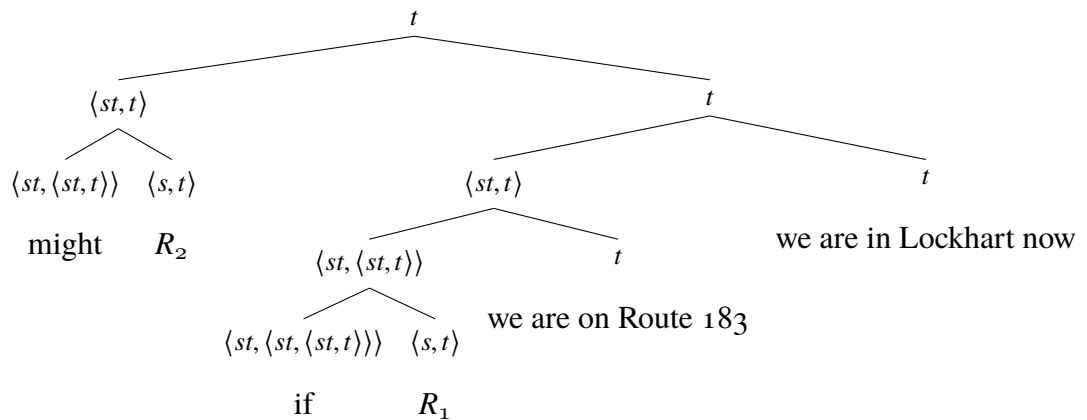 t
⟨st, t⟩
t
⟨st, ⟨st, t⟩⟩ ⟨s, t⟩
⟨st, t⟩
t
might R₂
we are in Lockhart now
⟨st, ⟨st, t⟩⟩
t
we are on Route 183
⟨st, ⟨st, ⟨st, t⟩⟩⟩ ⟨s, t⟩
if R₁